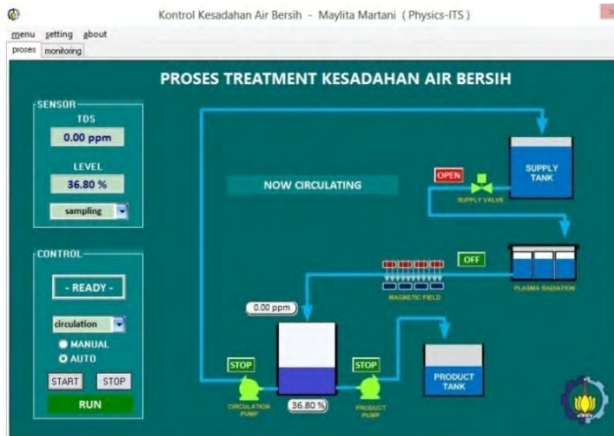 Kontrol Kesadahan Air Bersih - Maylita Martani ( Physics-ITS )
menu setting about
proses monitoring
PROSES TREATMENT KESADAHAN AIR BERSIH
SENSOR
TDS
0.00 ppm
LEVEL
36.80 %
sampling
NOW CIRCULATING
OPEN
SUPPLY VALVE
SUPPLY
TANK
CONTROL
- READY -
circulation
MANUAL
AUTO
START STOP
RUN
OFF
MAGNETIC FIELD
PLASMA RADIATION
0.00 ppm
STOP
CIRCULATION
PUMP
36.80 %
STOP
PRODUCT
PUMP
PRODUCT
TANK